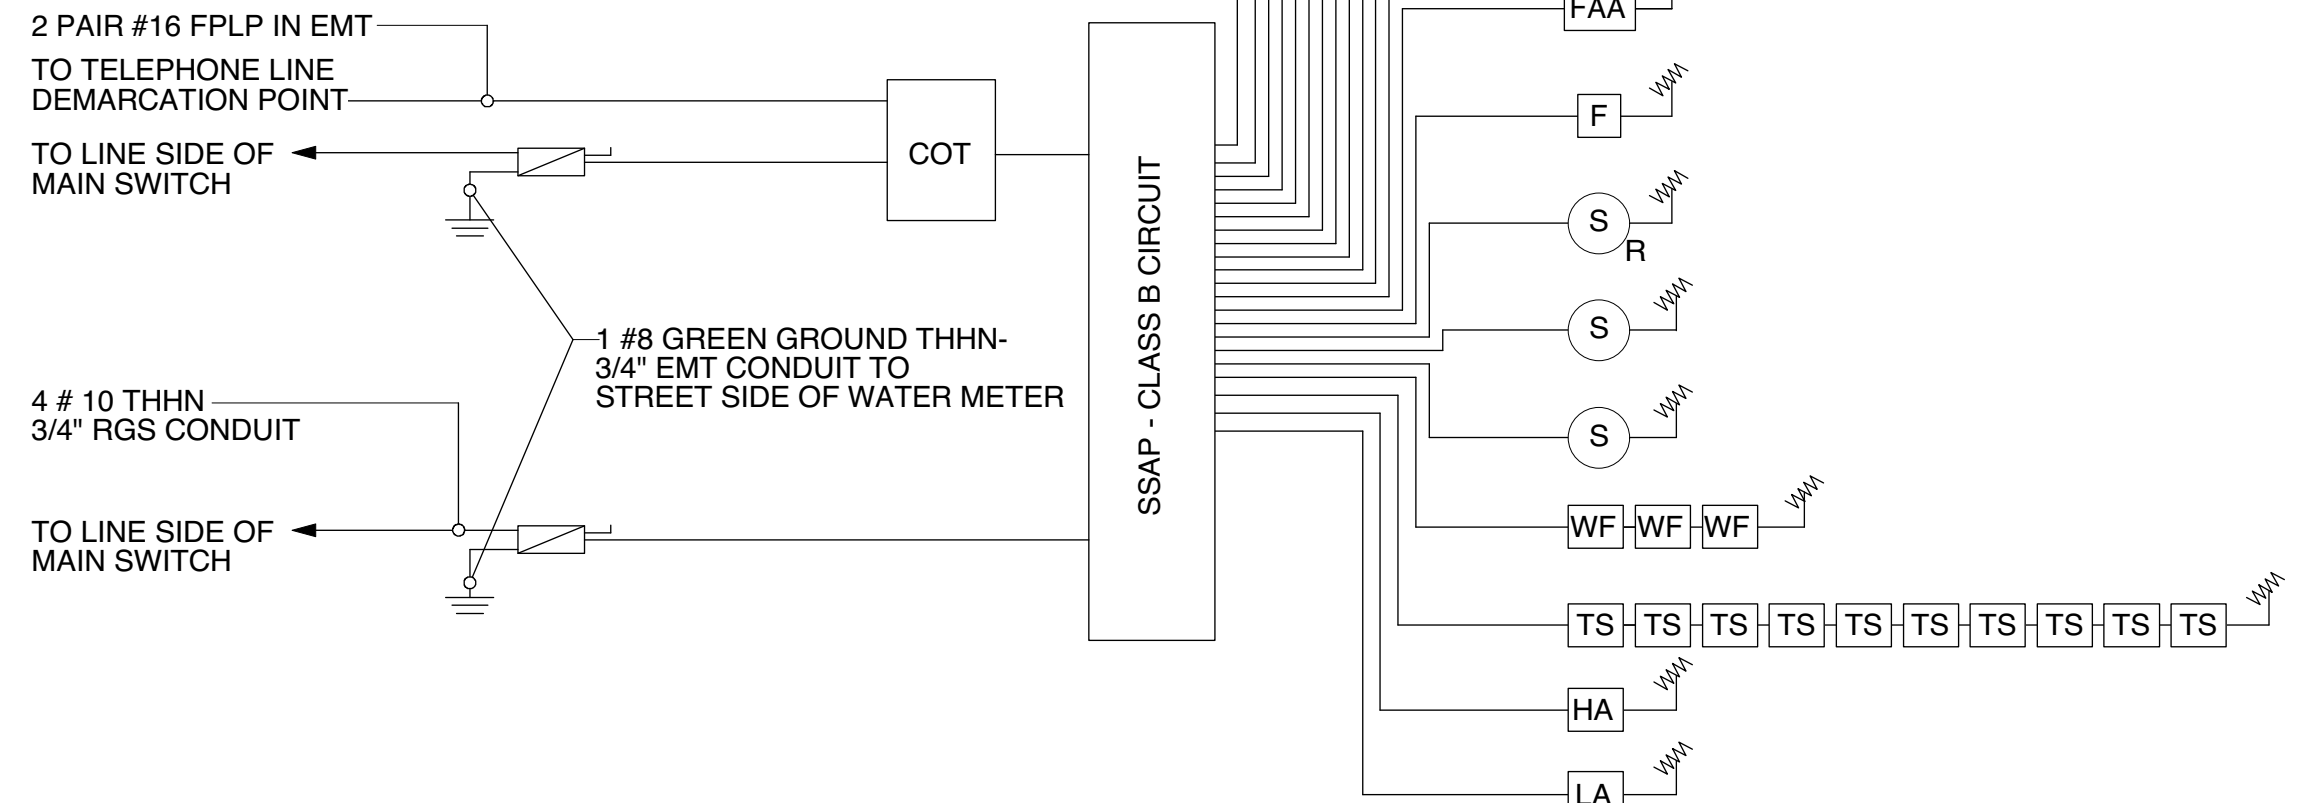 2 PAIR #16 FPLP IN EMT
TO TELEPHONE LINE
DEMARCATION POINT
TO LINE SIDE OF
MAIN SWITCH
COT
1 #8 GREEN GROUND THHN-
3/4" EMT CONDUIT TO
STREET SIDE OF WATER METER
4 # 10 THHN
3/4" RGS CONDUIT
TO LINE SIDE OF
MAIN SWITCH
SSAP - CLASS B CIRCUIT
FAA
F
S
R
S
S
WF WF WF
TS TS TS TS TS TS TS TS TS TS
HA
LA